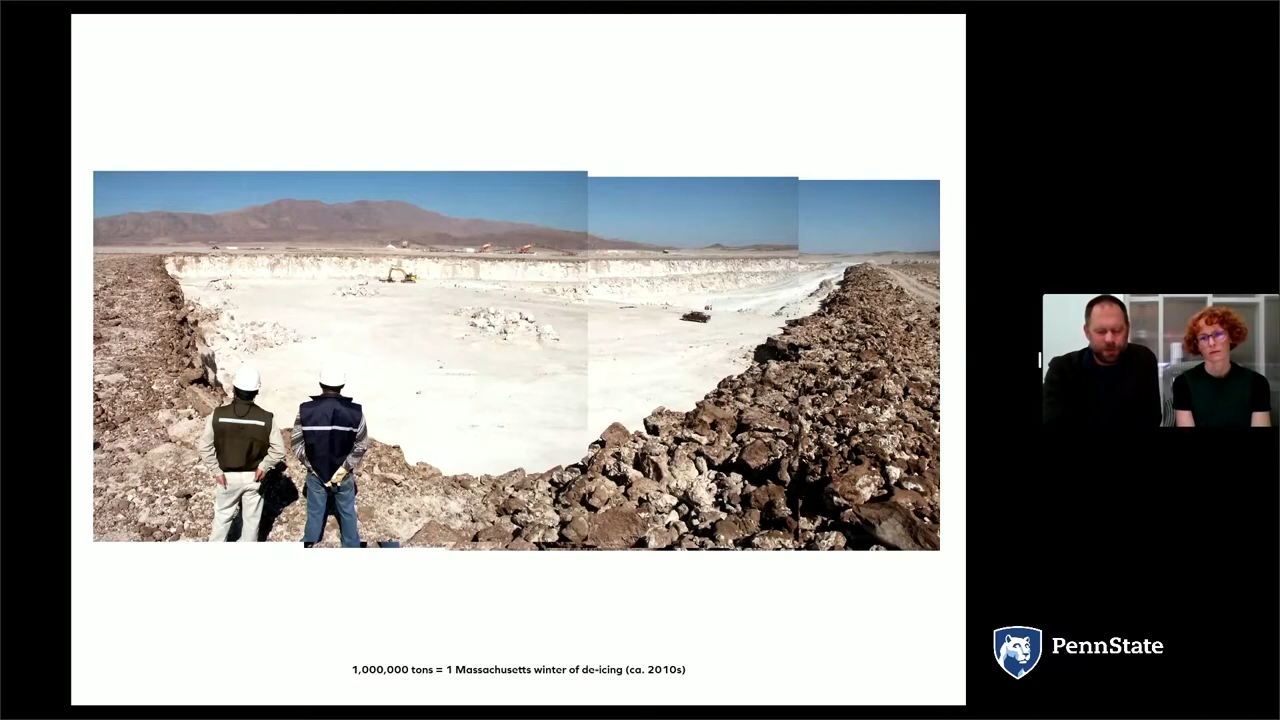 1,000,000 tons = 1 Massachusetts winter of de-icing (ca. 2010s)
PennState